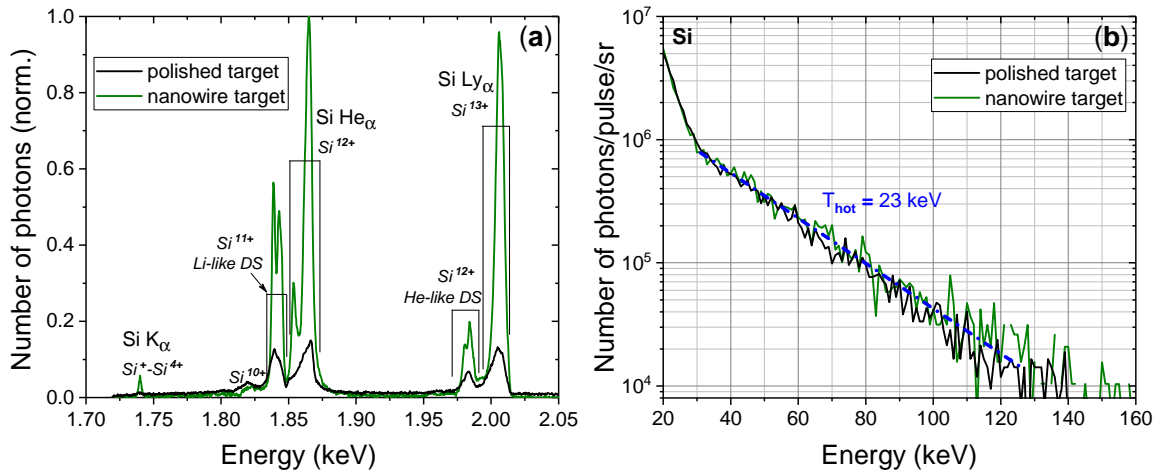 (a)
polished target
nanowire target
Si Lyα
Si 13+
Si Heα
Si 12+
Si 11+
Li-like DS
Si 12+
He-like DS
Si Kα
Si+-Si4+
Si10+
1.0
0.8
0.6
0.4
0.2
0.0
Number of photons (norm.)
1.70 1.75 1.80 1.85 1.90 1.95 2.00 2.05
Energy (keV)
Si
(b)
polished target
nanowire target
Thot = 23 keV
10^7
10^6
10^5
10^4
Number of photons/pulse/sr
20 40 60 80 100 120 140 160
Energy (keV)